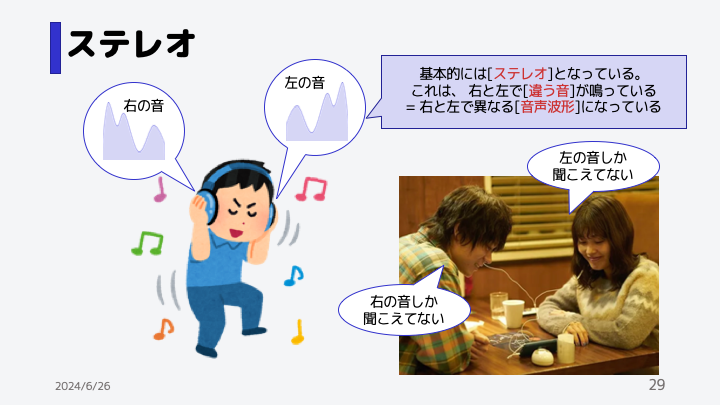 ステレオ
右の音
左の音
基本的には[ステレオ]となっている。
これは、 右と左で[違う音]が鳴っている
= 右と左で異なる[音声波形]になっている
左の音しか
聞こえてない
右の音しか
聞こえてない
2024/6/26
29